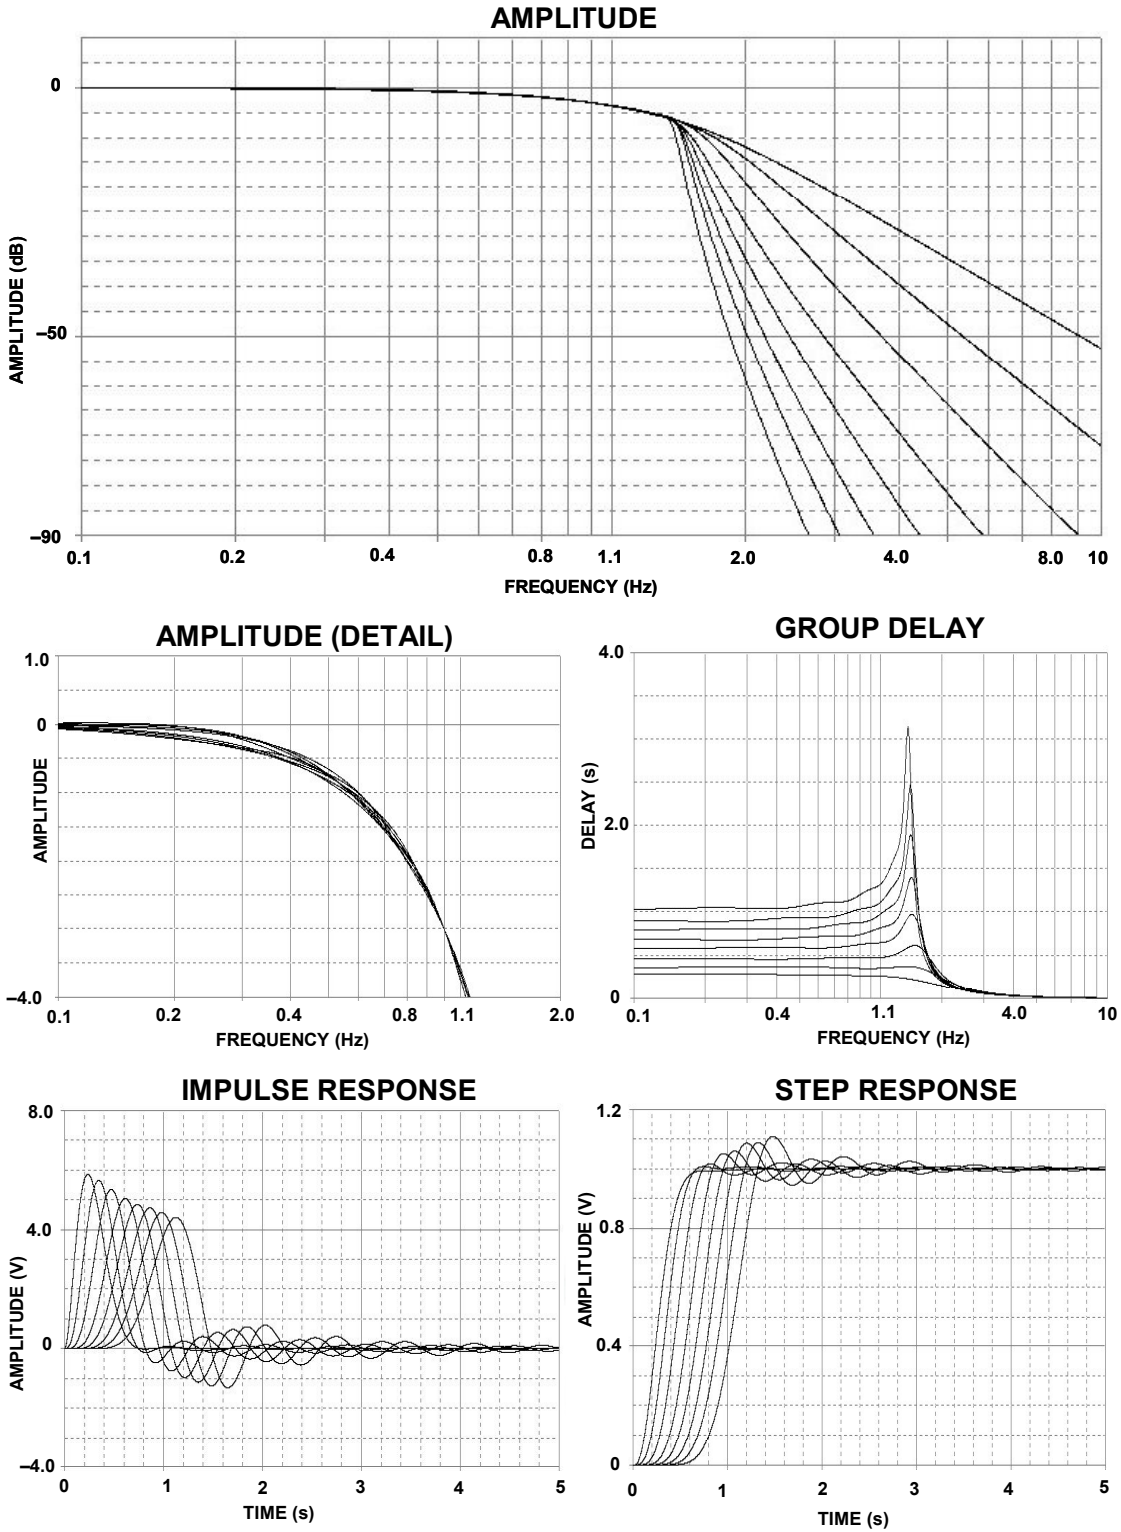 AMPLITUDE
0
–50
–90
AMPLITUDE (dB)
0.1 0.2 0.4 0.8 1.1 2.0 4.0 8.0 10
FREQUENCY (Hz)
AMPLITUDE (DETAIL)
1.0
0
–4.0
AMPLITUDE
0.1 0.2 0.4 0.8 1.1 2.0
FREQUENCY (Hz)
GROUP DELAY
4.0
2.0
0
DELAY (s)
0.1 0.4 1.1 4.0 10
FREQUENCY (Hz)
IMPULSE RESPONSE
8.0
4.0
0
–4.0
AMPLITUDE (V)
0 1 2 3 4 5
TIME (s)
STEP RESPONSE
1.2
0.8
0.4
0
AMPLITUDE (V)
0 1 2 3 4 5
TIME (s)